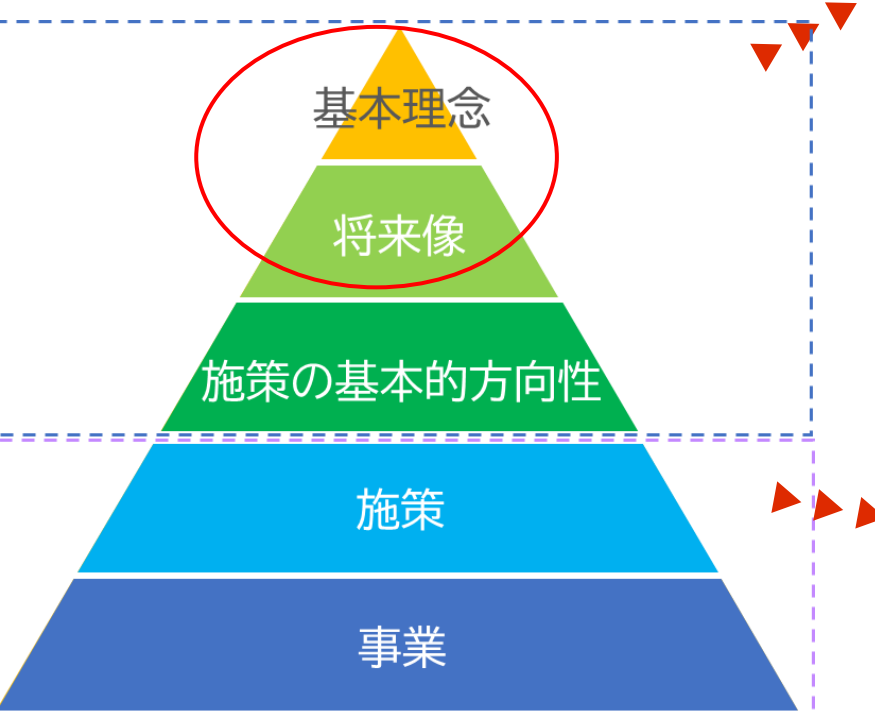 基本理念
将来像
施策の基本的方向性
施策
事業